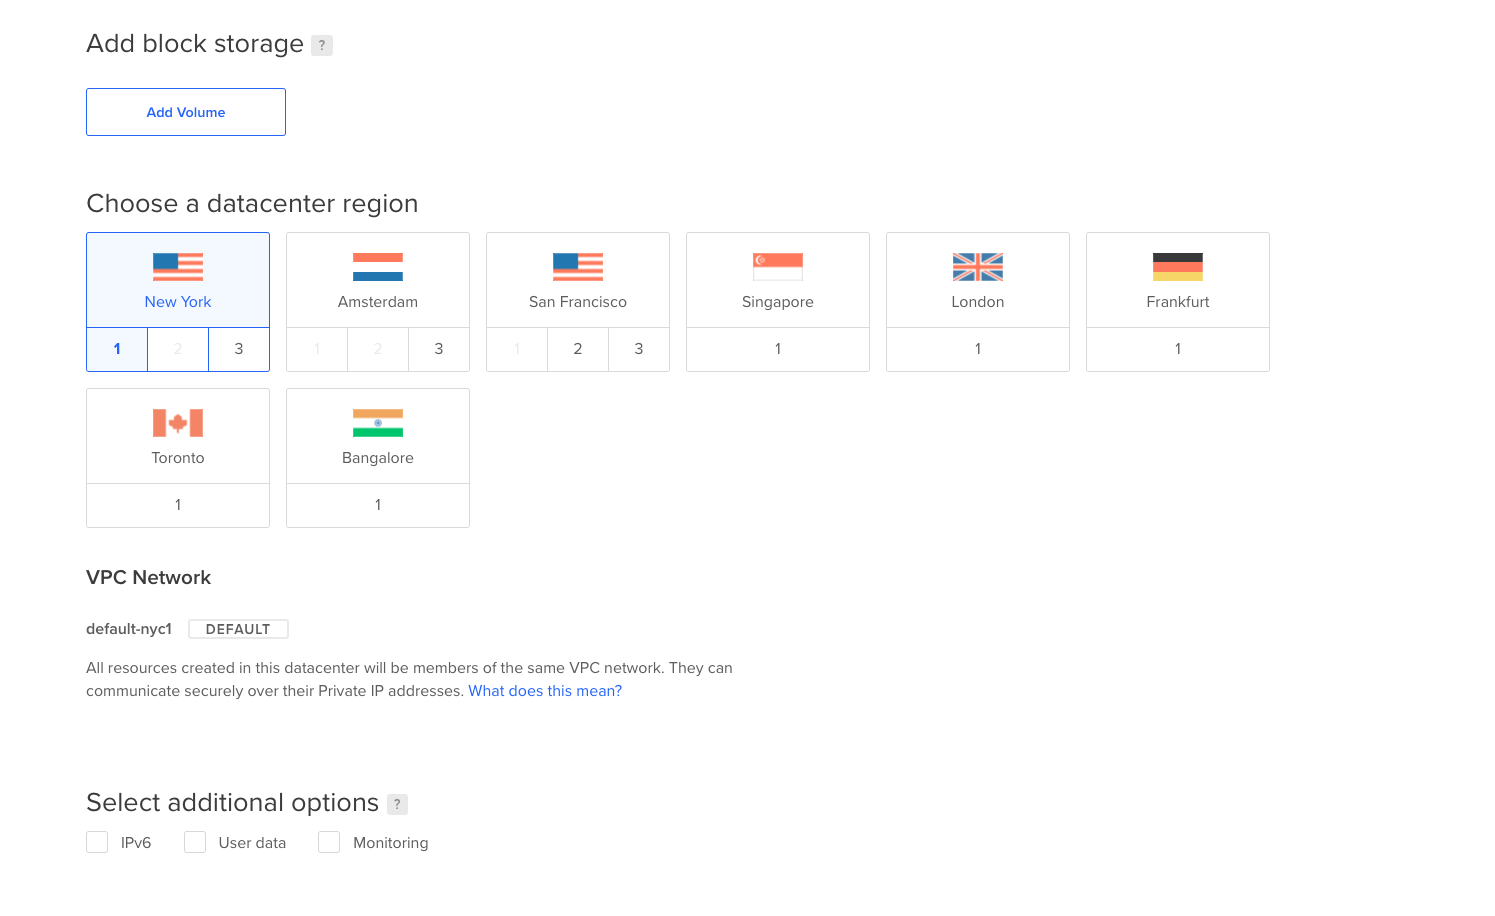 Add block storage ?
Add Volume
Choose a datacenter region
New York Amsterdam San Francisco Singapore London Frankfurt
1 2 3 1 2 3 1 2 3 1 1 1
Toronto Bangalore
1 1
VPC Network
default-nyc1 DEFAULT
All resources created in this datacenter will be members of the same VPC network. They can
communicate securely over their Private IP addresses. What does this mean?
Select additional options ?
IPv6 User data Monitoring